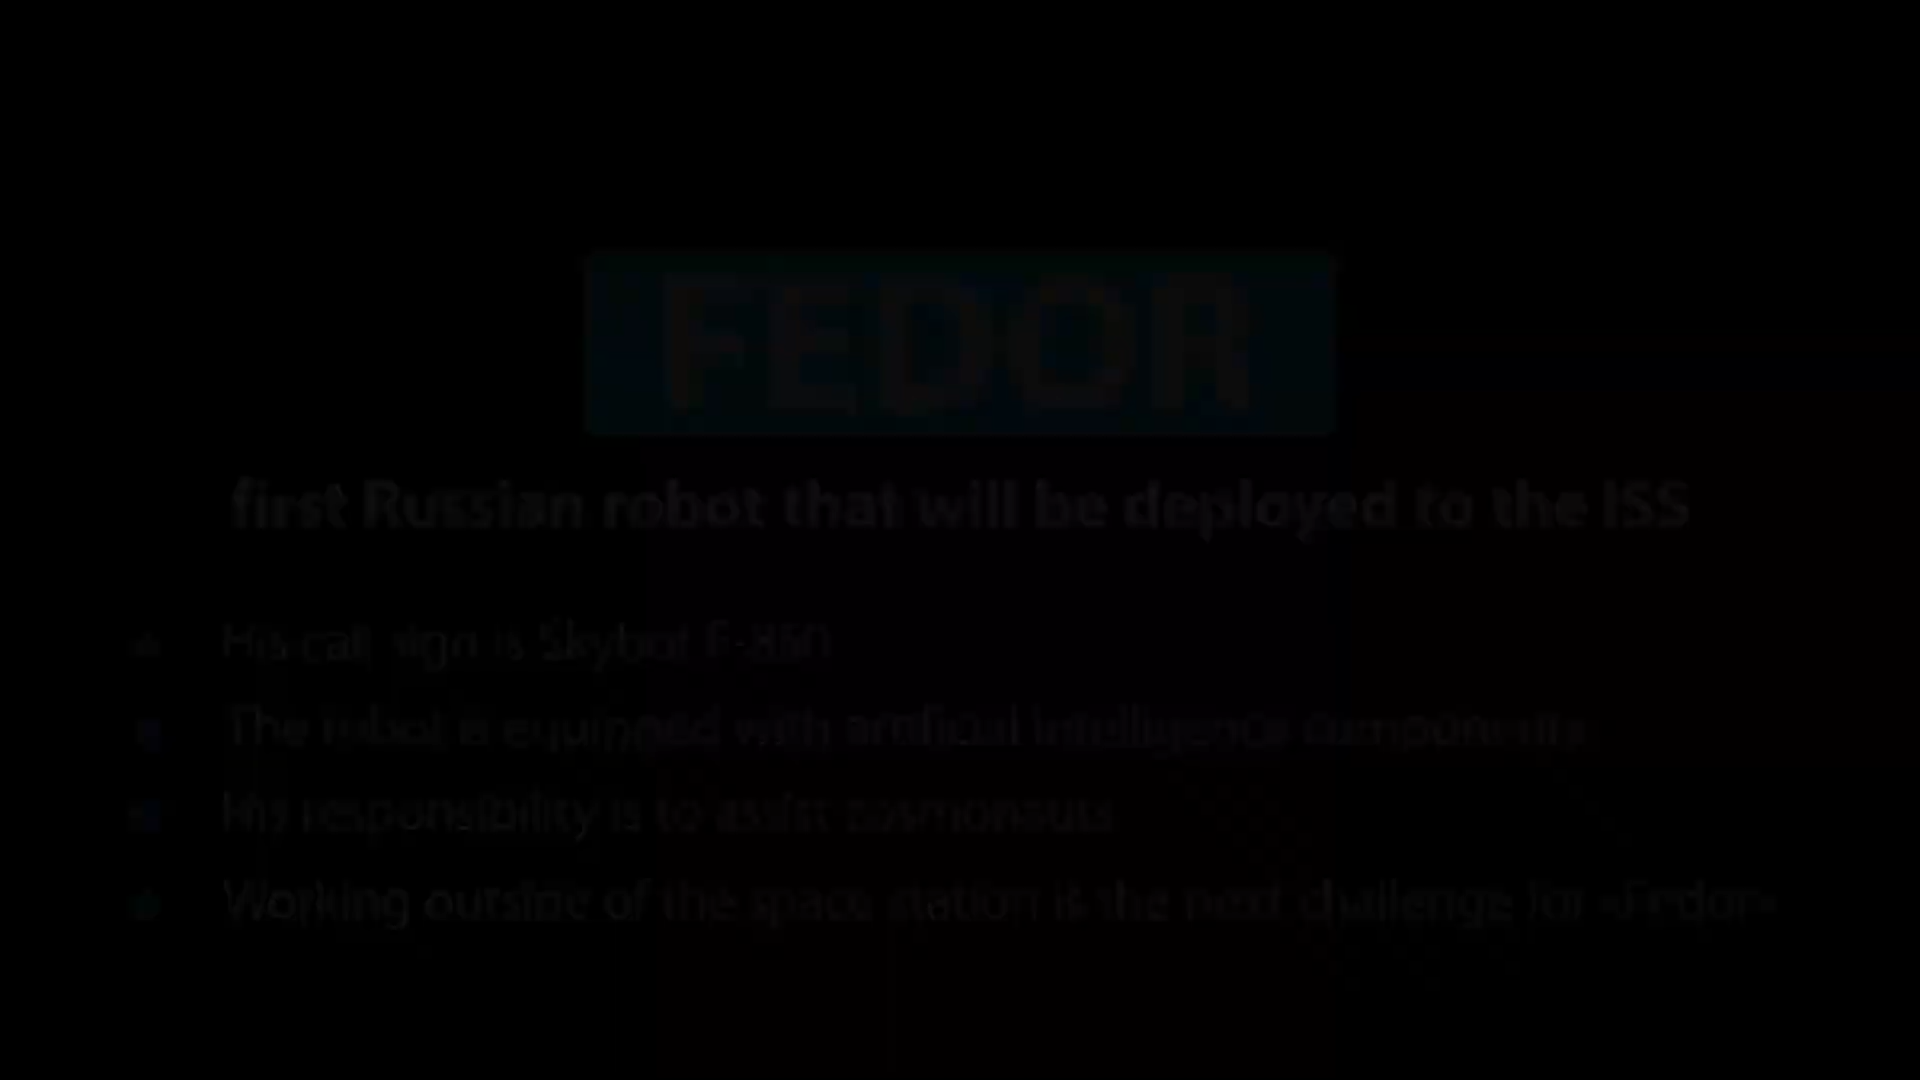 FEDOR
first Russian robot that will be deployed to the ISS
His call sign is Skybot F-850
The robot is equipped with artificial intelligence components
His responsibility is to assist cosmonauts
Working outside of the space station is the next challenge for «Fedor»